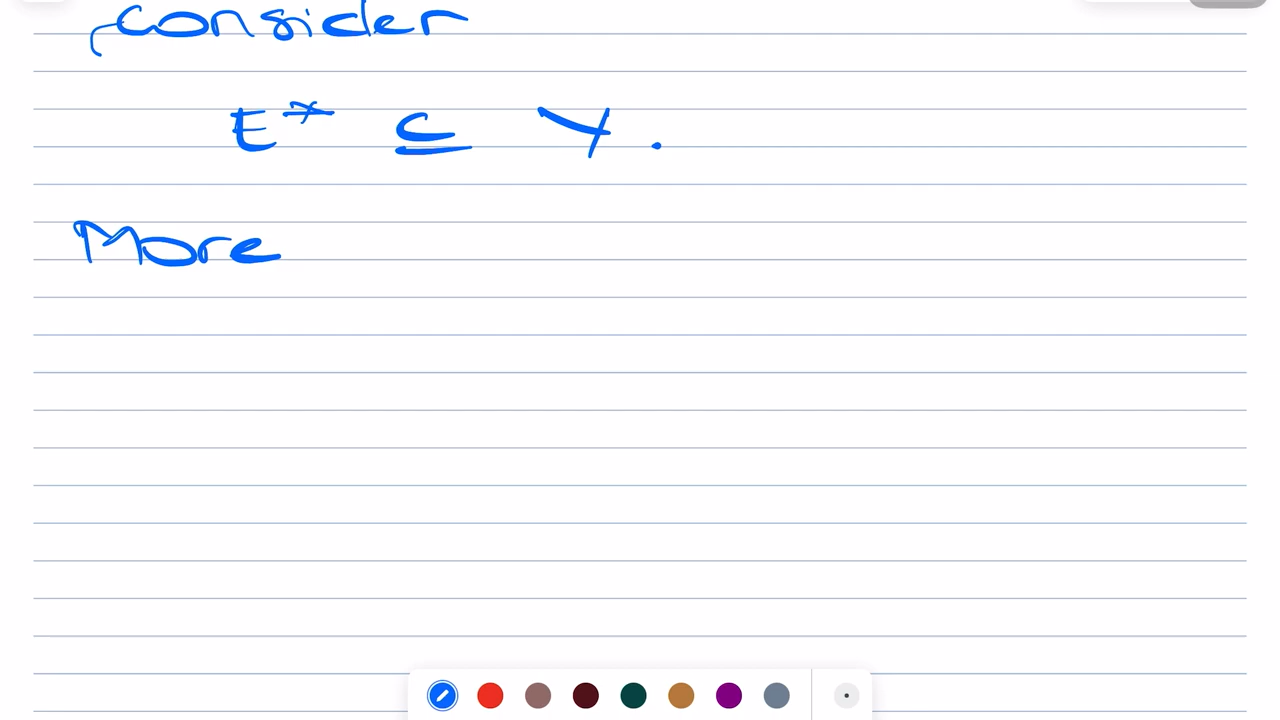 consider
E* ⊆ Y.
More